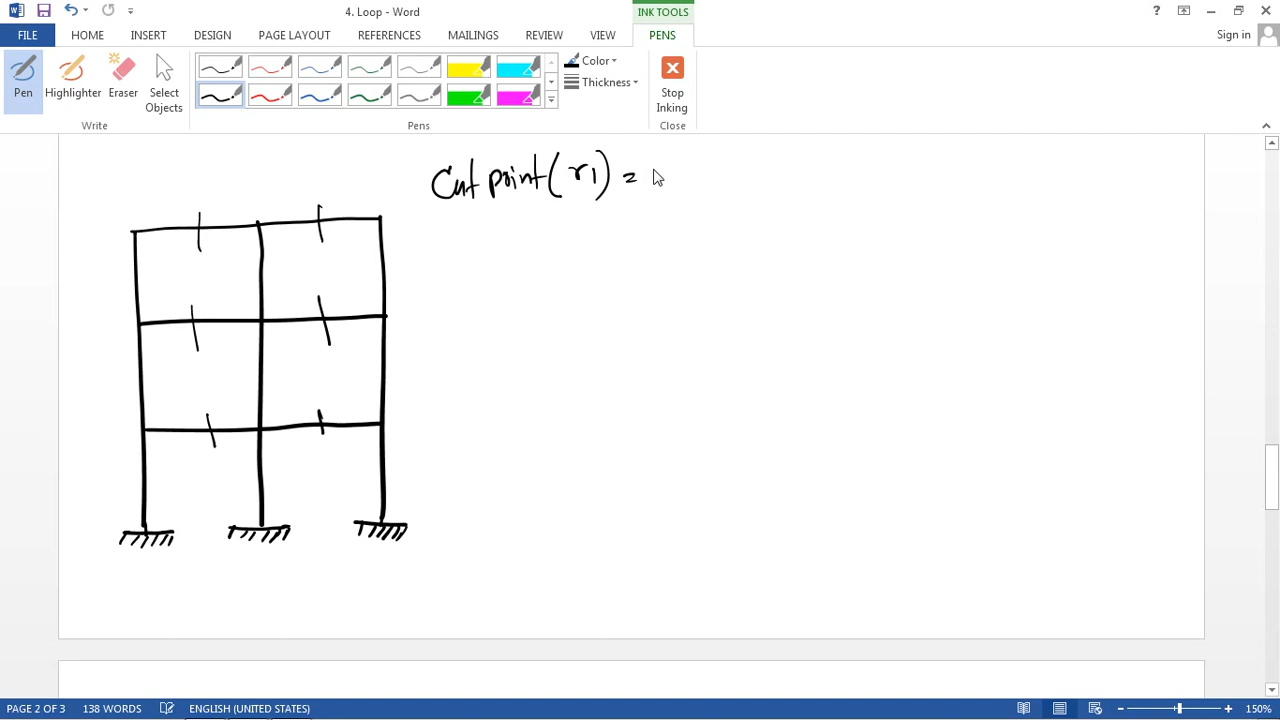 4. Loop - Word
INK TOOLS
?
FILE
HOME
INSERT
DESIGN
PAGE LAYOUT
REFERENCES
MAILINGS
REVIEW
VIEW
PENS
Sign in
Pen
Highlighter
Eraser
Select Objects
Color
Thickness
Stop Inking
Write
Pens
Close
Cut point (r1) =
PAGE 2 OF 3
138 WORDS
ENGLISH (UNITED STATES)
150%